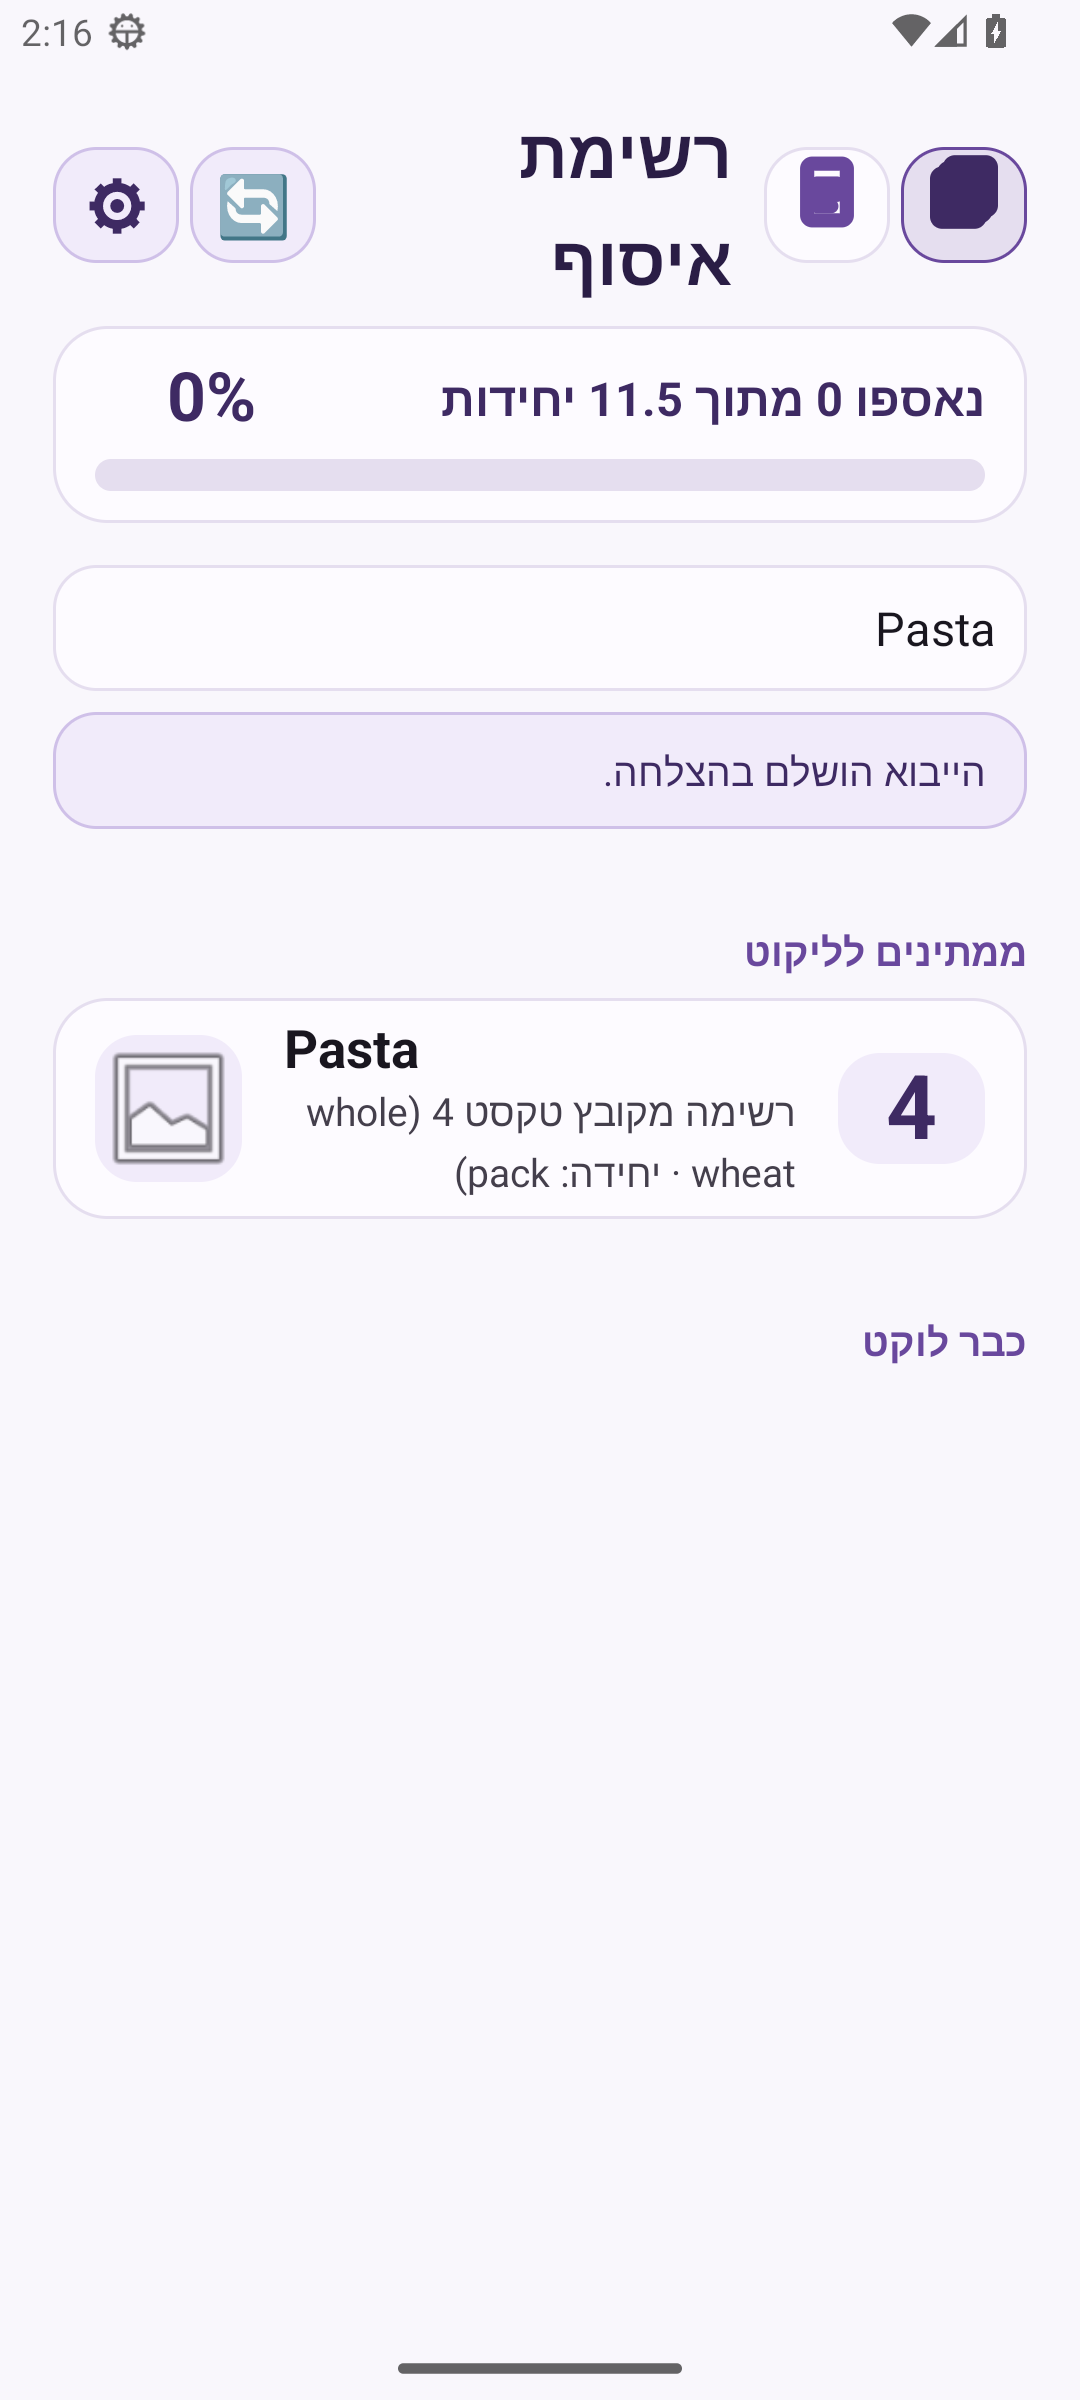 2:16
רשימת
איסוף
נאספו 0 מתוך 11.5 יחידות
0%
Pasta
הייבוא הושלם בהצלחה.
ממתינים לליקוט
4
Pasta
רשימה מקובץ טקסט 4 (whole
wheat · יחידה: pack)
כבר לוקט